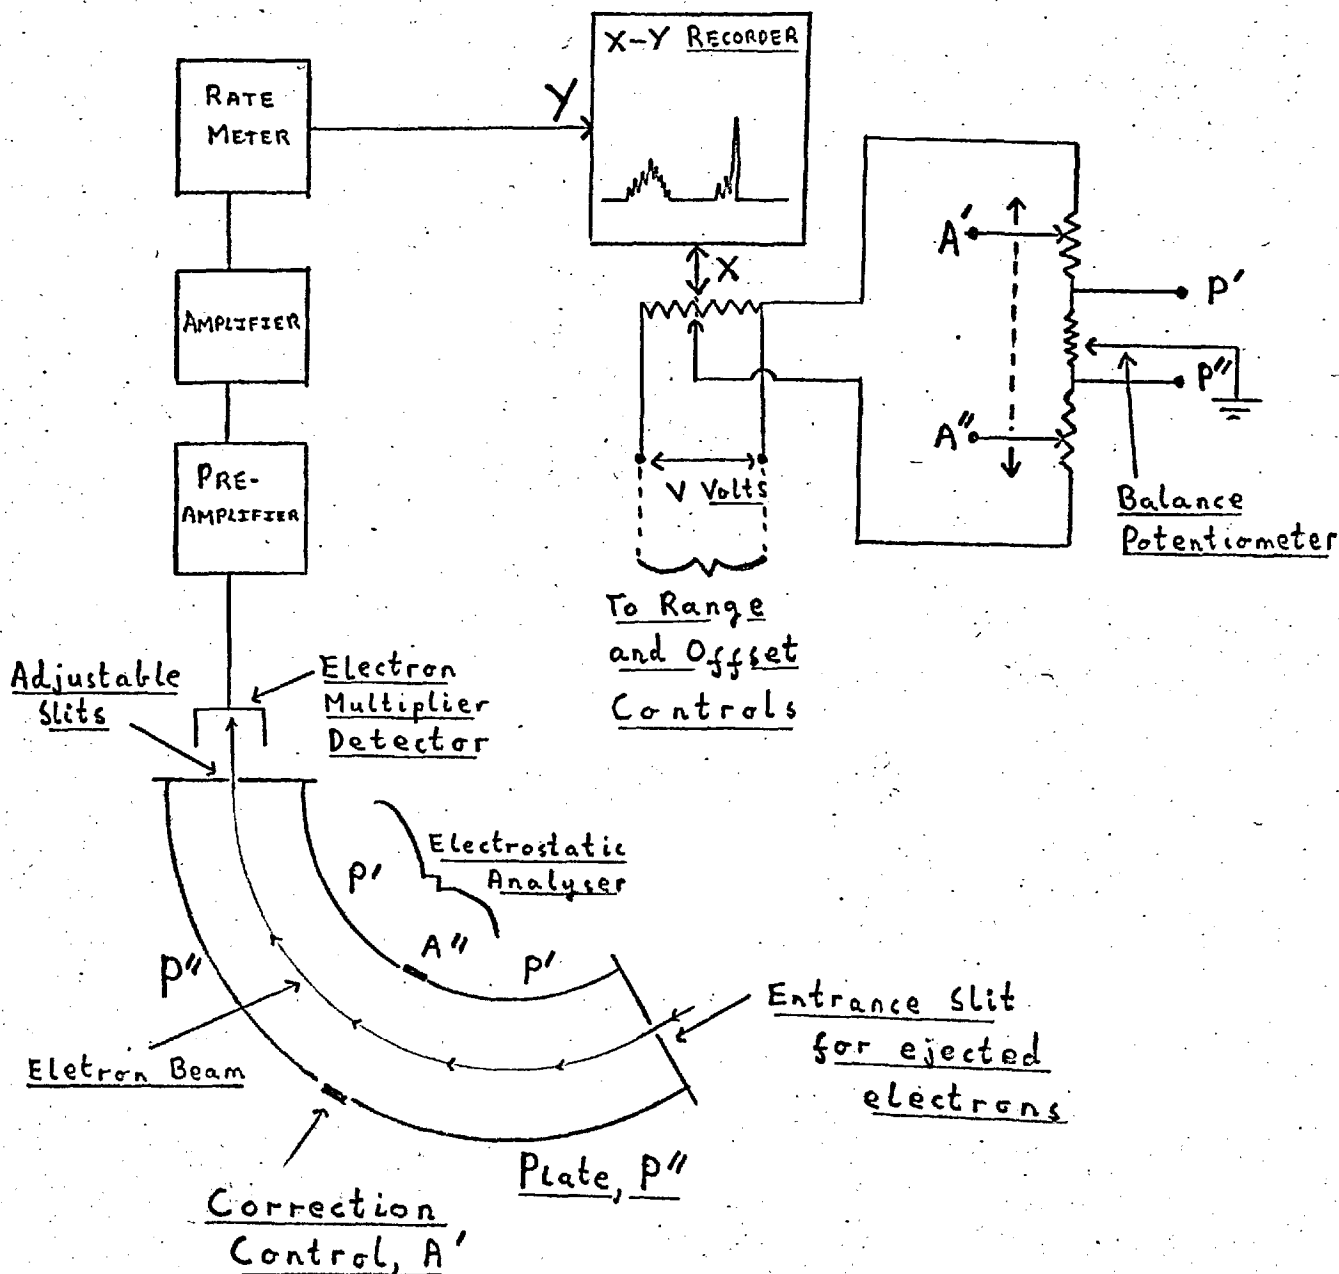 X-Y RECORDER
RATE
METER
Y
X
A'
P'
P"
A"
AMPLIFIER
PRE-
AMPLIFIER
V Volts
Balance
Potentiometer
To Range
and Offset
Controls
Adjustable
Slits
Electron
Multiplier
Detector
Electrostatic
Analyser
P'
A"
P'
P"
Entrance Slit
for ejected
electrons
Eletron Beam
Plate, P"
Correction
Control, A'